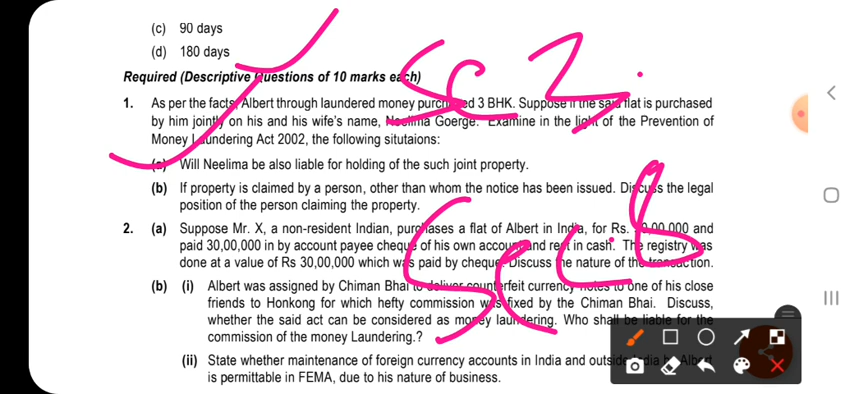 (c) 90 days
(d) 180 days
Required (Descriptive Questions of 10 marks each)
1. As per the facts, Albert through laundered money purchased 3 BHK. Suppose if the said flat is purchased
by him jointly on his and his wife's name, Neelima Goerge. Examine in the light of the Prevention of
Money Laundering Act 2002, the following situtaions:
(a) Will Neelima be also liable for holding of the such joint property.
(b) If property is claimed by a person, other than whom the notice has been issued. Discuss the legal
position of the person claiming the property.
2. (a) Suppose Mr. X, a non-resident Indian, purchases a flat of Albert in India, for Rs. and
paid 30,00,000 in by account payee cheque of his own account and rest in cash. The registry was
done at a value of Rs 30,00,000 which was paid by cheque. Discuss the nature of the transaction.
(b) (i) Albert was assigned by Chiman Bhai to deliver counterfeit currency notes to one of his close
friends to Honkong for which hefty commission was fixed by the Chiman Bhai. Discuss,
whether the said act can be considered as money laundering. Who shall be liable for the
commission of the money Laundering.?
(ii) State whether maintenance of foreign currency accounts in India and outside India by Albert
is permittable in FEMA, due to his nature of business.
Sec